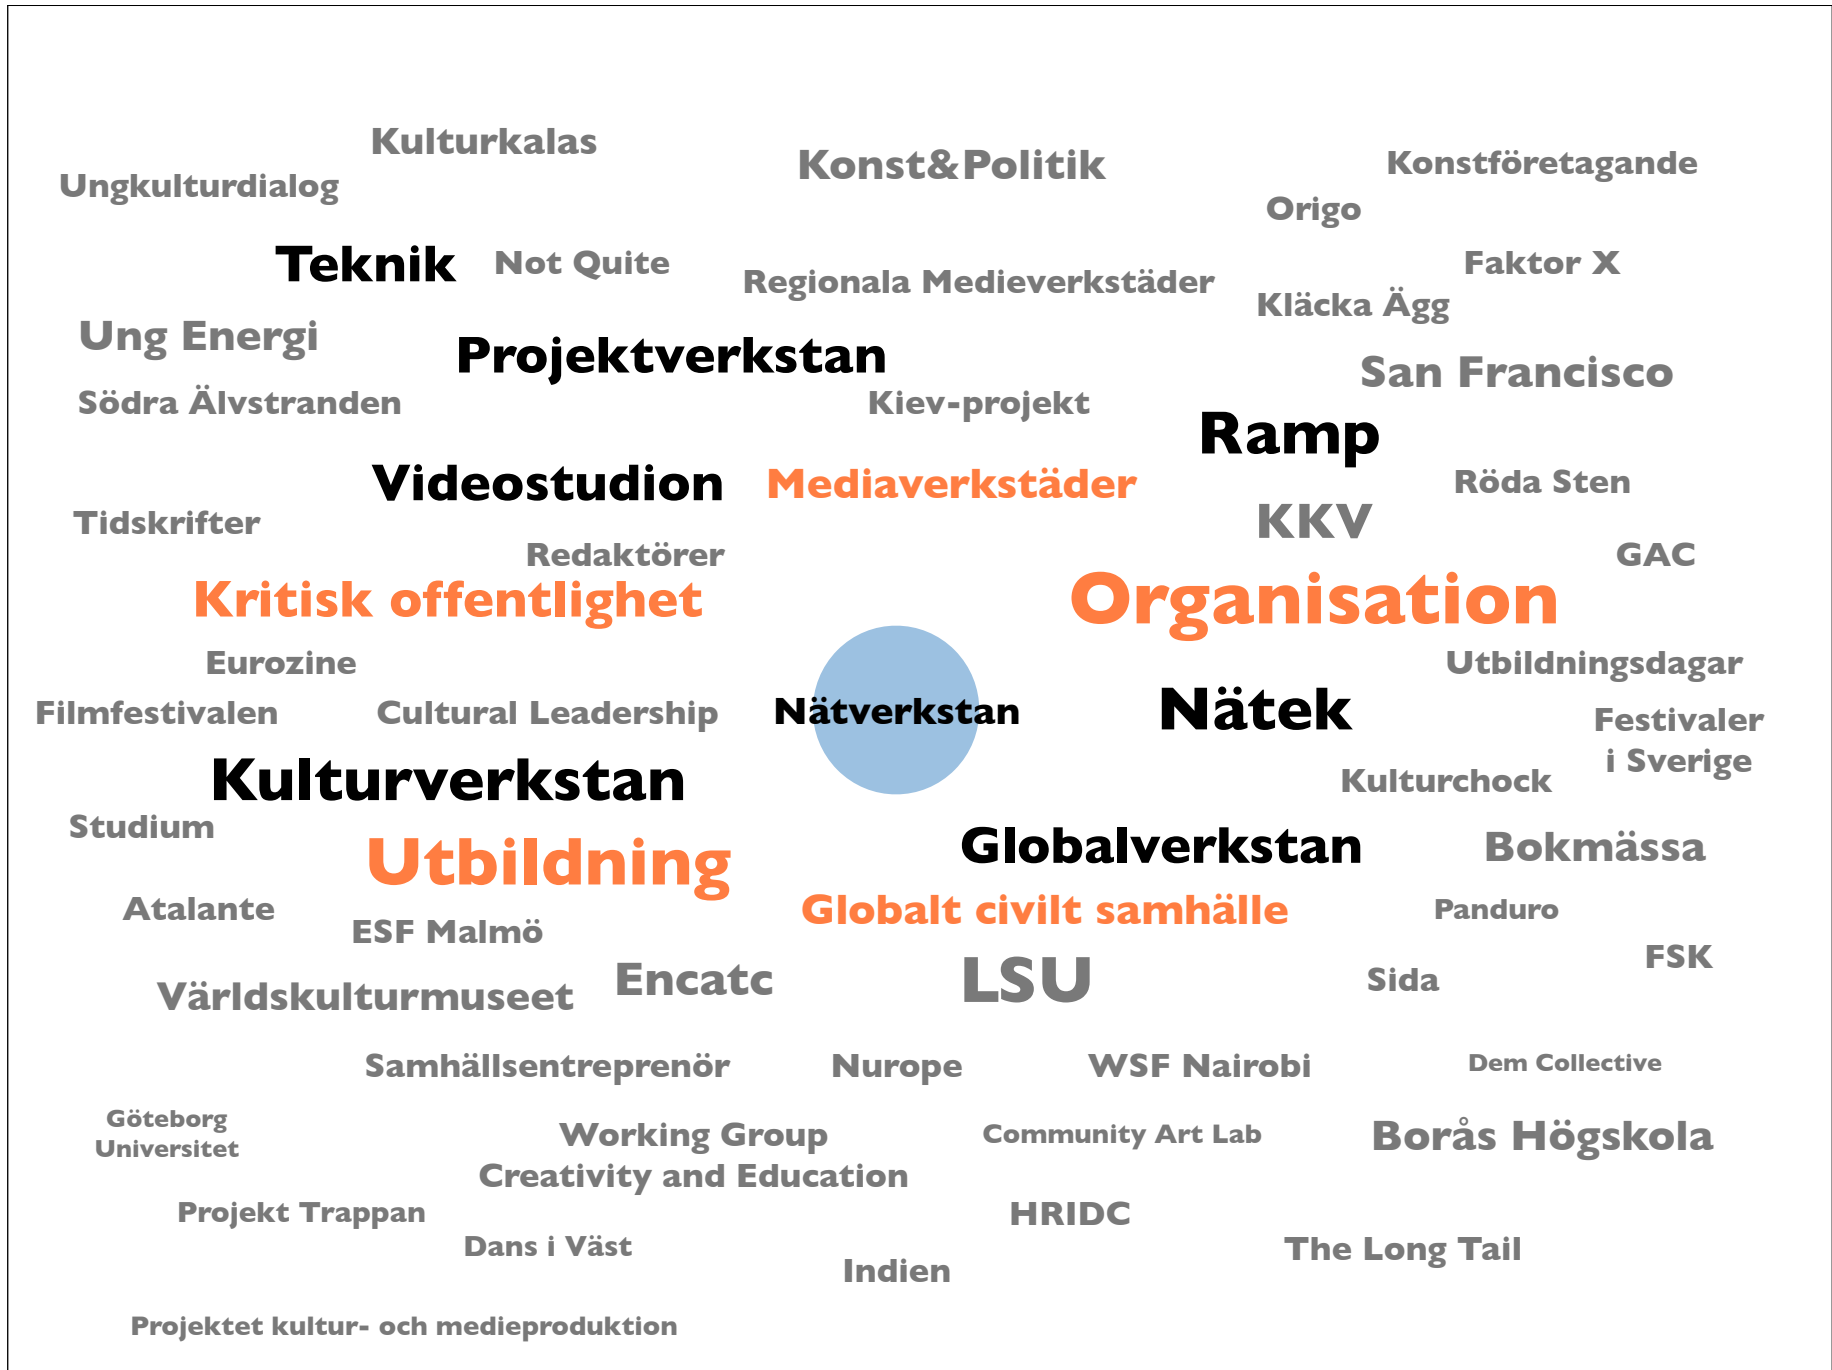 Kulturkalas
Konst&Politik
Konstföretagande
Ungkulturdialog
Origo
Teknik
Not Quite
Regionala Medieverkstäder
Faktor X
Kläcka Ägg
Ung Energi
Projektverkstan
San Francisco
Södra Älvstranden
Kiev-projekt
Ramp
Videostudion
Mediaverkstäder
Röda Sten
Tidskrifter
KKV
Redaktörer
GAC
Kritisk offentlighet
Organisation
Eurozine
Utbildningsdagar
Filmfestivalen
Cultural Leadership
Nätverkstan
Nätek
Festivaler
i Sverige
Kulturverkstan
Kulturchock
Studium
Utbildning
Globalverkstan
Bokmässa
Atalante
ESF Malmö
Globalt civilt samhälle
Panduro
FSK
Världskulturmuseet
Encatc
LSU
Sida
Samhällsentreprenör
Nurope
WSF Nairobi
Dem Collective
Göteborg
Universitet
Working Group
Creativity and Education
Community Art Lab
Borås Högskola
Projekt Trappan
HRIDC
Dans i Väst
The Long Tail
Indien
Projektet kultur- och medieproduktion